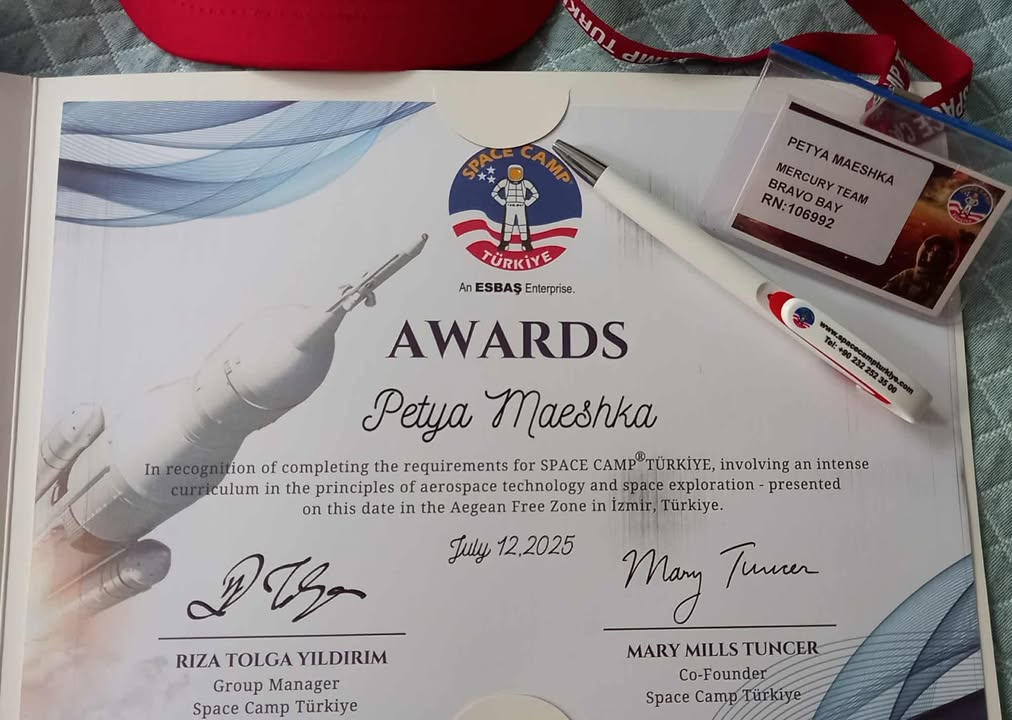 CAMP TURK
SPACE
PETYA MAESHKA
MERCURY TEAM
BRAVO BAY
RN:106992
SPACE CAMP
TÜRKİYE
An ESBAŞ Enterprise.
www.spacecampturkiye.com
Tel: +90 232 252 35 00
AWARDS
Petya Maeshka
In recognition of completing the requirements for SPACE CAMP®TÜRKİYE, involving an intense
curriculum in the principles of aerospace technology and space exploration - presented
on this date in the Aegean Free Zone in İzmir, Türkiye.
July 12,2025
Mary Tuncer
RIZA TOLGA YILDIRIM
Group Manager
Space Camp Türkiye
MARY MILLS TUNCER
Co-Founder
Space Camp Türkiye